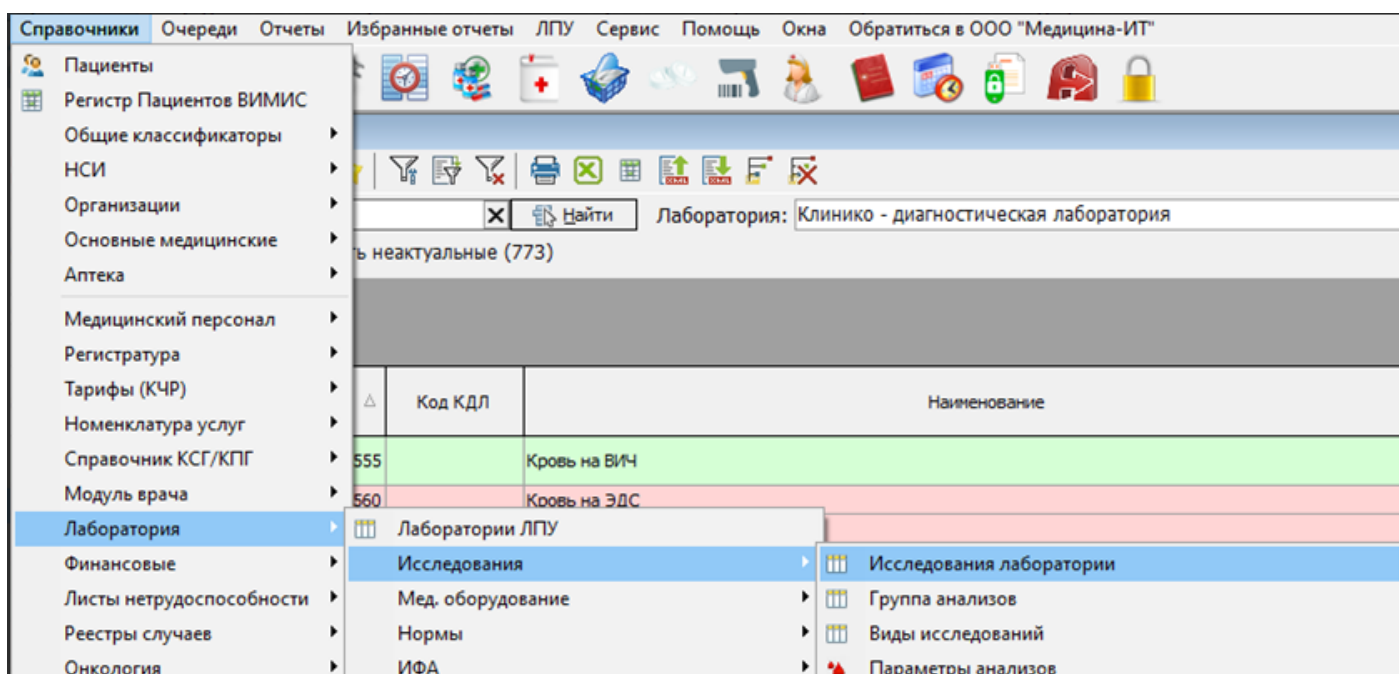 Справочники Очереди Отчеты Избранные отчеты ЛПУ Сервис Помощь Окна Обратиться в ООО "Медицина-ИТ"
Пациенты
Регистр Пациентов ВИМИС
Общие классификаторы
НСИ
Организации
Найти Лаборатория: Клинико - диагностическая лаборатория
Основные медицинские
неактуальные (773)
Аптека
Медицинский персонал
Регистратура
Тарифы (КЧР)
Код КДЛ Наименование
Номенклатура услуг
Справочник КСГ/КПГ
555 Кровь на ВИЧ
Модуль врача
560 Кровь на ЭДС
Лаборатория
Лаборатории ЛПУ
Финансовые
Исследования
Исследования лаборатории
Листы нетрудоспособности
Мед. оборудование
Группа анализов
Реестры случаев
Нормы
Виды исследований
Онкология
ИФА
Параметры анализов